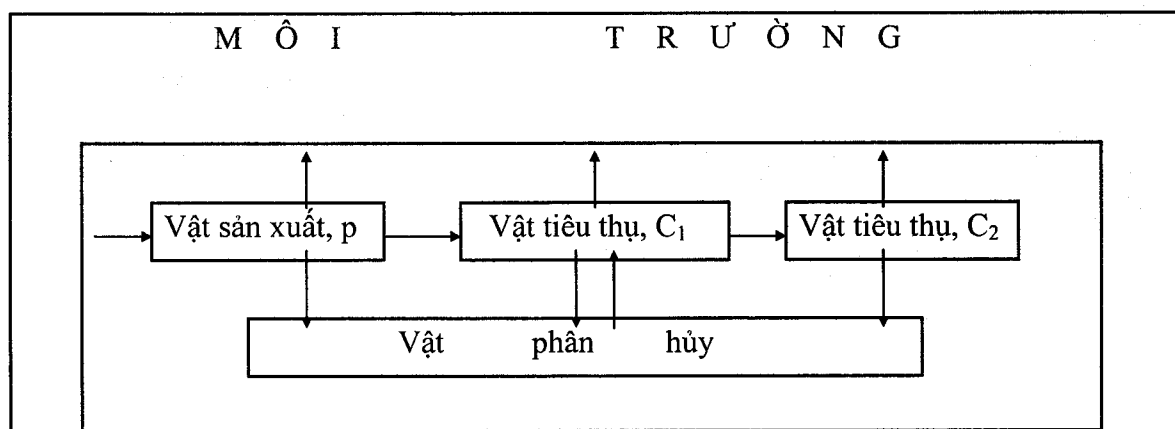 M Ô I T R Ư Ờ N G
Vật sản xuất, p
Vật tiêu thụ, C₁
Vật tiêu thụ, C₂
Vật phân hủy